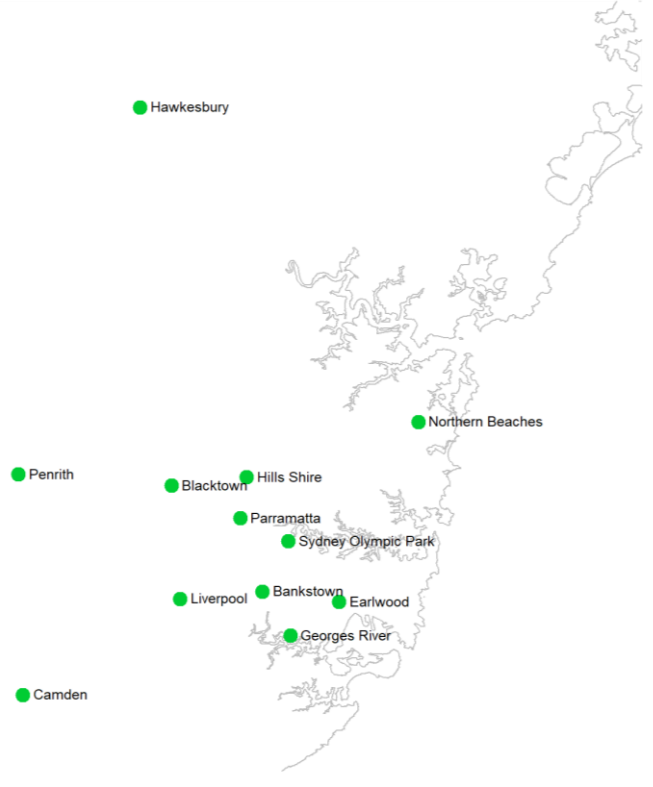 Hawkesbury
Northern Beaches
Penrith
Hills Shire
Blacktown
Parramatta
Sydney Olympic Park
Bankstown
Liverpool
Earlwood
Georges River
Camden